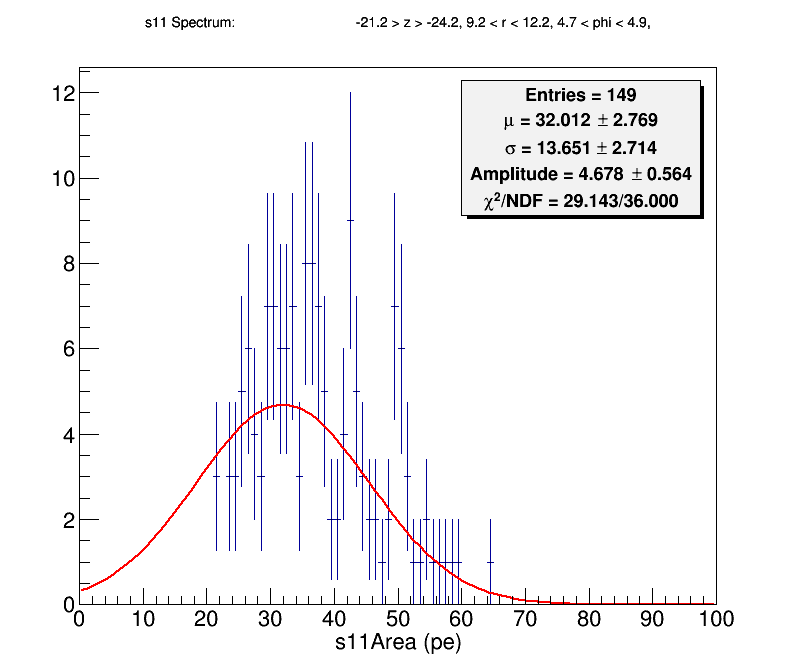 s11 Spectrum: -21.2 > z > -24.2, 9.2 < r < 12.2, 4.7 < phi < 4.9,
Entries = 149
μ = 32.012 ± 2.769
σ = 13.651 ± 2.714
Amplitude = 4.678 ± 0.564
χ²/NDF = 29.143/36.000
12
10
8
6
4
2
0
0 10 20 30 40 50 60 70 80 90 100
s11Area (pe)